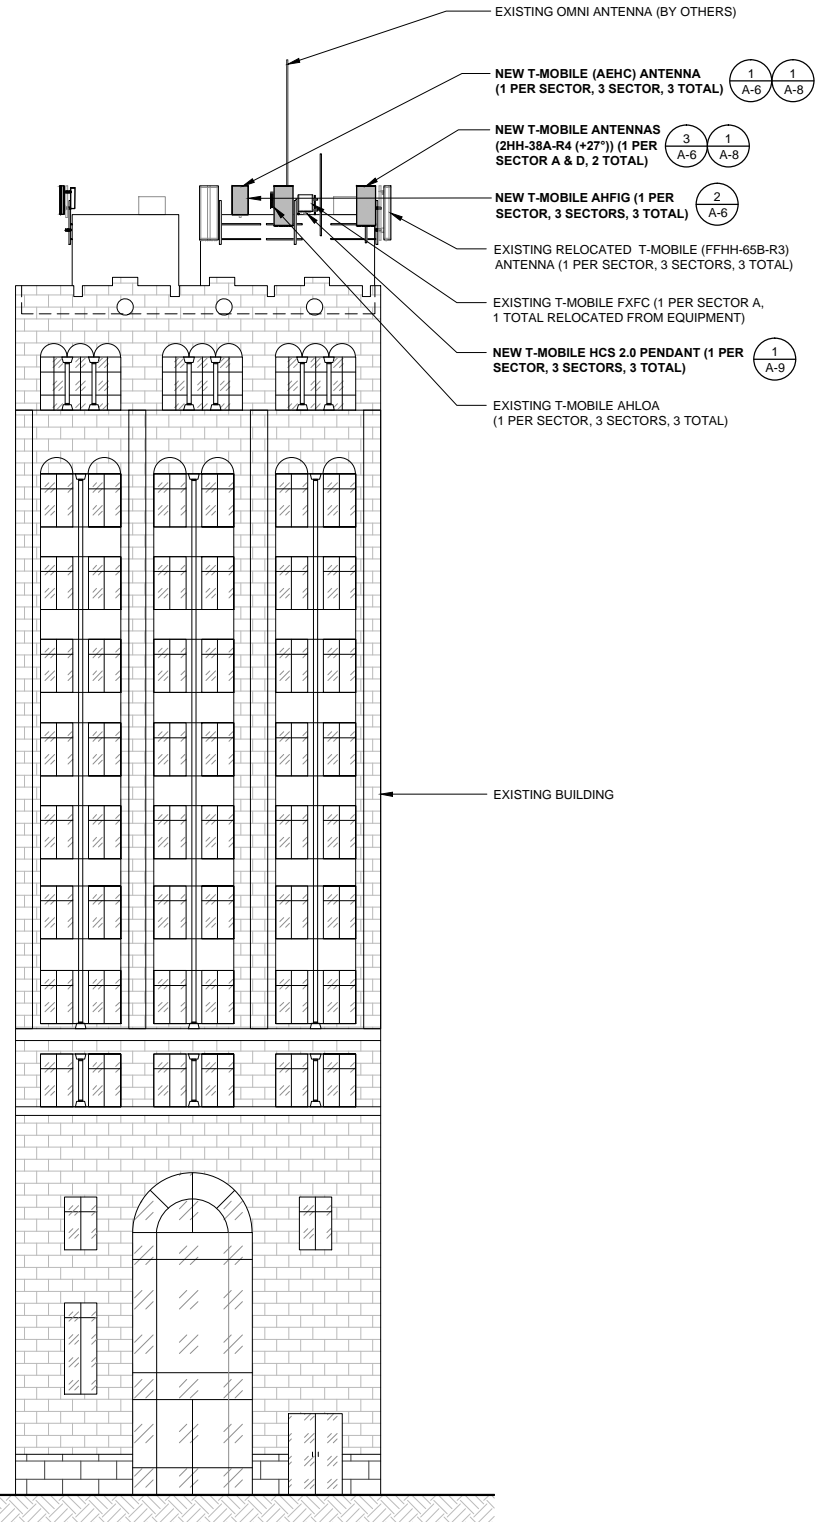 EXISTING OMNI ANTENNA (BY OTHERS)
NEW T-MOBILE (AEHC) ANTENNA
(1 PER SECTOR, 3 SECTOR, 3 TOTAL)
1
A-6
1
A-8
NEW T-MOBILE ANTENNAS
(2HH-38A-R4 (+27°)) (1 PER
SECTOR A & D, 2 TOTAL)
3
A-6
1
A-8
NEW T-MOBILE AHFIG (1 PER
SECTOR, 3 SECTORS, 3 TOTAL)
2
A-6
EXISTING RELOCATED T-MOBILE (FFHH-65B-R3)
ANTENNA (1 PER SECTOR, 3 SECTORS, 3 TOTAL)
EXISTING T-MOBILE FXFC (1 PER SECTOR A,
1 TOTAL RELOCATED FROM EQUIPMENT)
NEW T-MOBILE HCS 2.0 PENDANT (1 PER
SECTOR, 3 SECTORS, 3 TOTAL)
1
A-9
EXISTING T-MOBILE AHLOA
(1 PER SECTOR, 3 SECTORS, 3 TOTAL)
EXISTING BUILDING